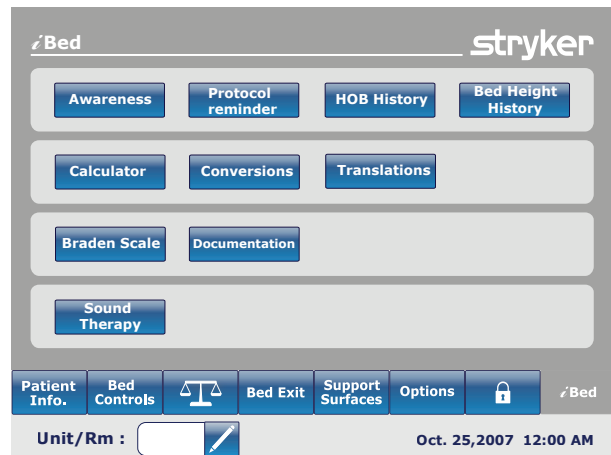 iBed stryker
Awareness Protocol reminder HOB History Bed Height History
Calculator Conversions Translations
Braden Scale Documentation
Sound Therapy
Patient Info. Bed Controls Bed Exit Support Surfaces Options iBed
Unit/Rm : Oct. 25,2007 12:00 AM